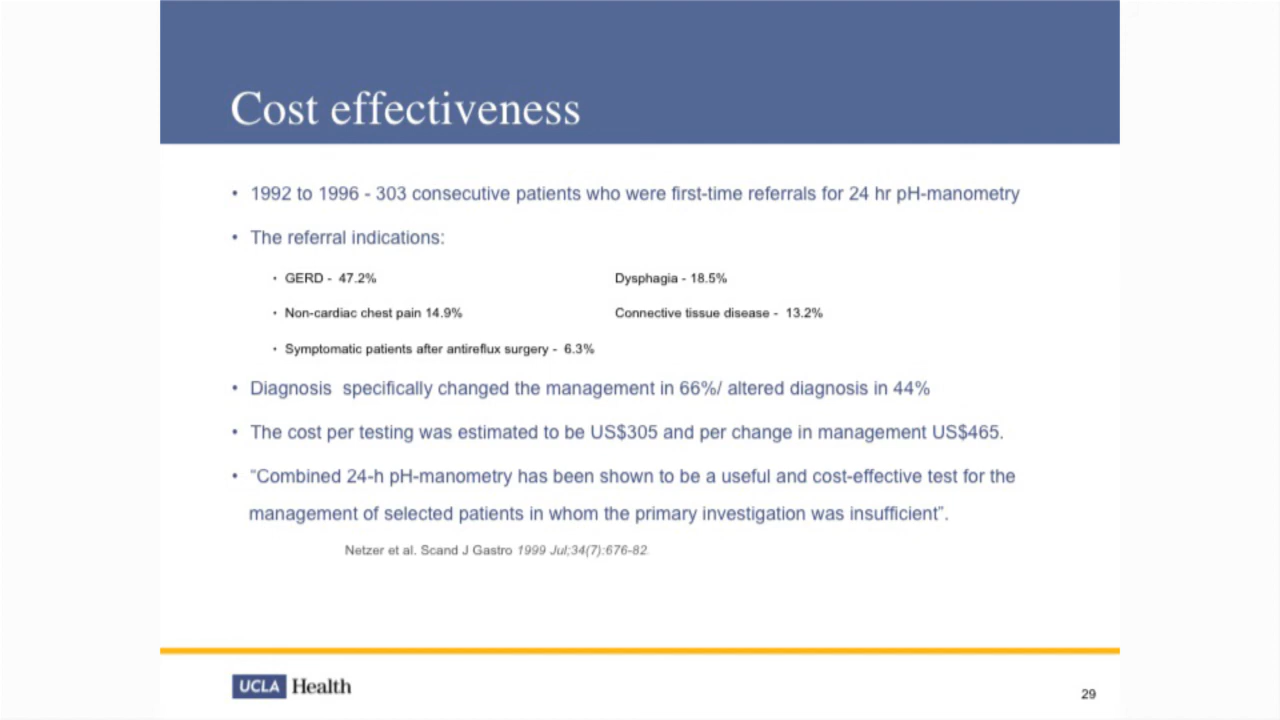 Cost effectiveness
• 1992 to 1996 - 303 consecutive patients who were first-time referrals for 24 hr pH-manometry
• The referral indications:
• GERD - 47.2% Dysphagia - 18.5%
• Non-cardiac chest pain 14.9% Connective tissue disease - 13.2%
• Symptomatic patients after antireflux surgery - 6.3%
• Diagnosis specifically changed the management in 66%/ altered diagnosis in 44%
• The cost per testing was estimated to be US$305 and per change in management US$465.
• “Combined 24-h pH-manometry has been shown to be a useful and cost-effective test for the
management of selected patients in whom the primary investigation was insufficient”.
Netzer et al. Scand J Gastro 1999 Jul;34(7):676-82.
UCLA Health
29